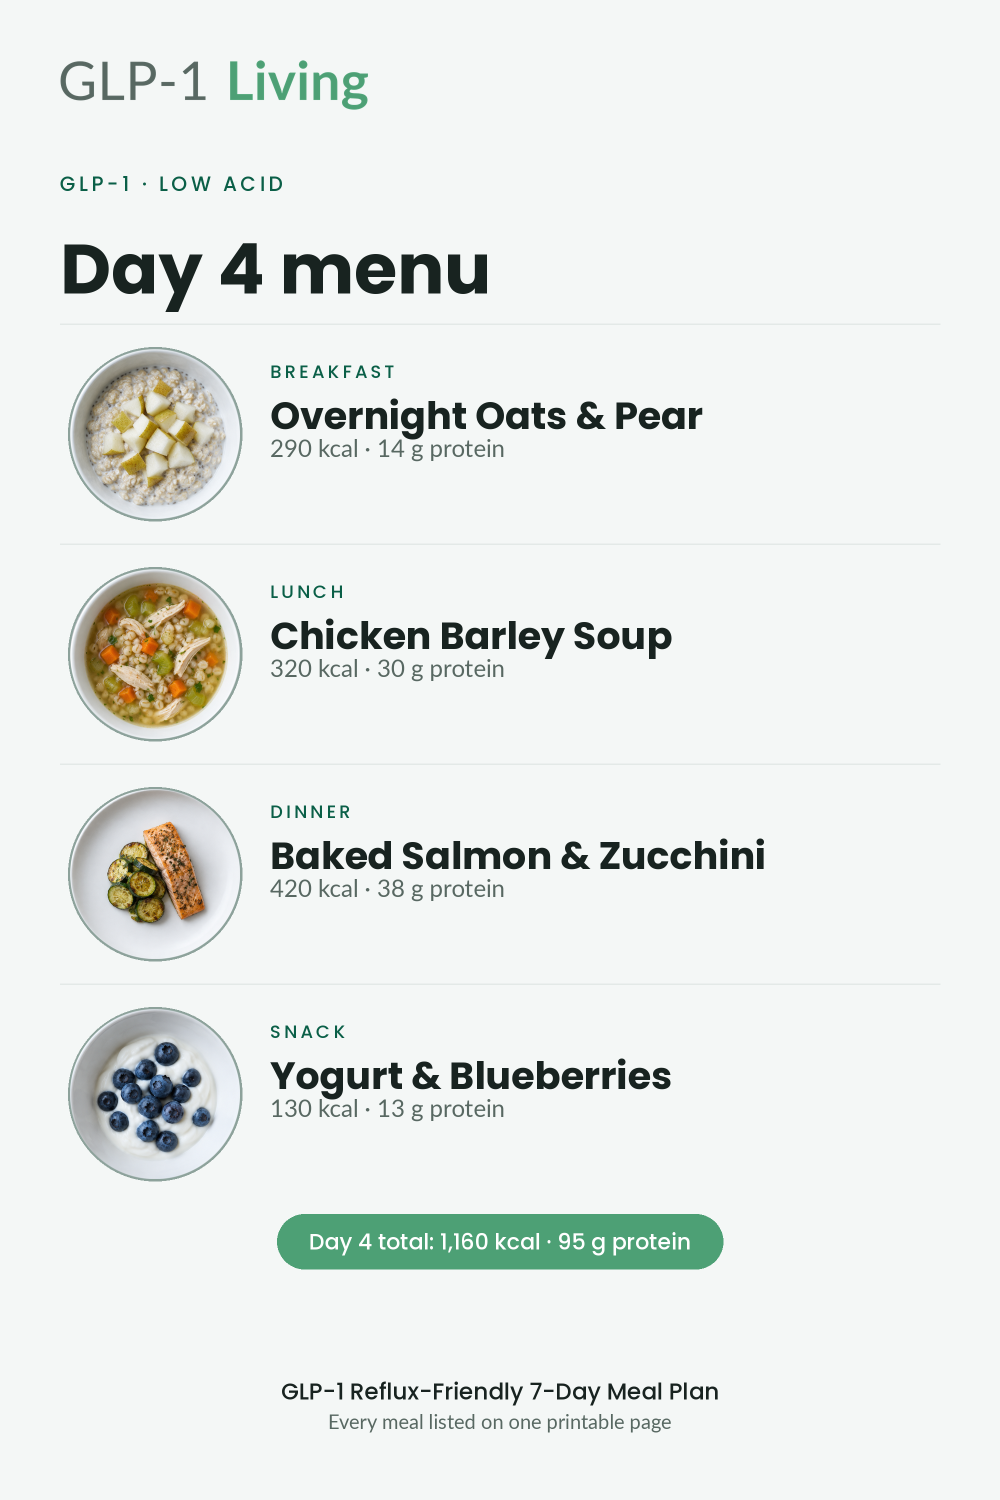 GLP-1 Living
GLP-1 · LOW ACID
Day 4 menu
BREAKFAST
Overnight Oats & Pear
290 kcal · 14 g protein
LUNCH
Chicken Barley Soup
320 kcal · 30 g protein
DINNER
Baked Salmon & Zucchini
420 kcal · 38 g protein
SNACK
Yogurt & Blueberries
130 kcal · 13 g protein
Day 4 total: 1,160 kcal · 95 g protein
GLP-1 Reflux-Friendly 7-Day Meal Plan
Every meal listed on one printable page